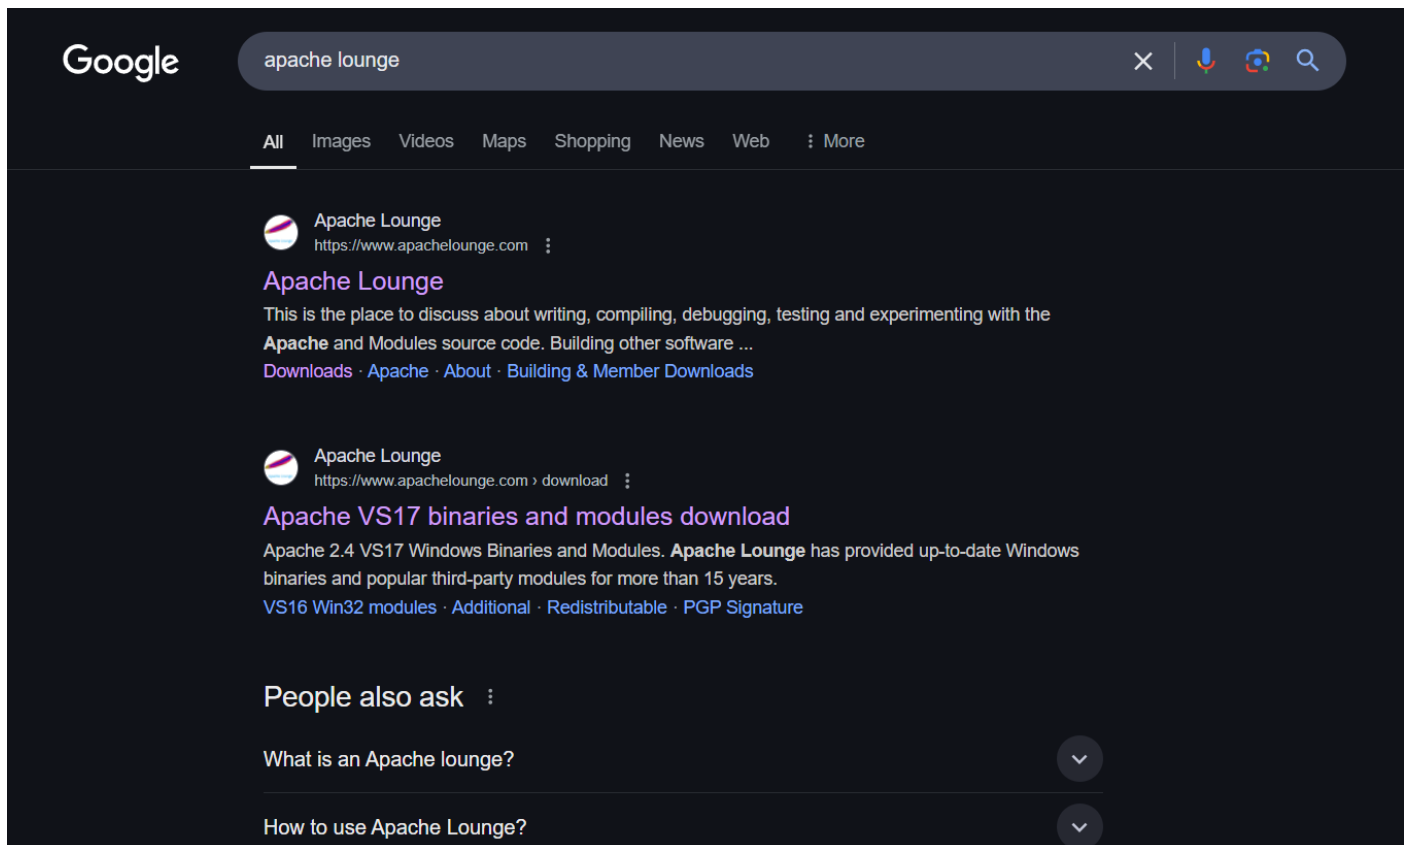 Google
apache lounge
All Images Videos Maps Shopping News Web More
Apache Lounge
https://www.apachelounge.com
Apache Lounge
This is the place to discuss about writing, compiling, debugging, testing and experimenting with the
Apache and Modules source code. Building other software ...
Downloads · Apache · About · Building & Member Downloads
Apache Lounge
https://www.apachelounge.com › download
Apache VS17 binaries and modules download
Apache 2.4 VS17 Windows Binaries and Modules. Apache Lounge has provided up-to-date Windows
binaries and popular third-party modules for more than 15 years.
VS16 Win32 modules · Additional · Redistributable · PGP Signature
People also ask
What is an Apache lounge?
How to use Apache Lounge?